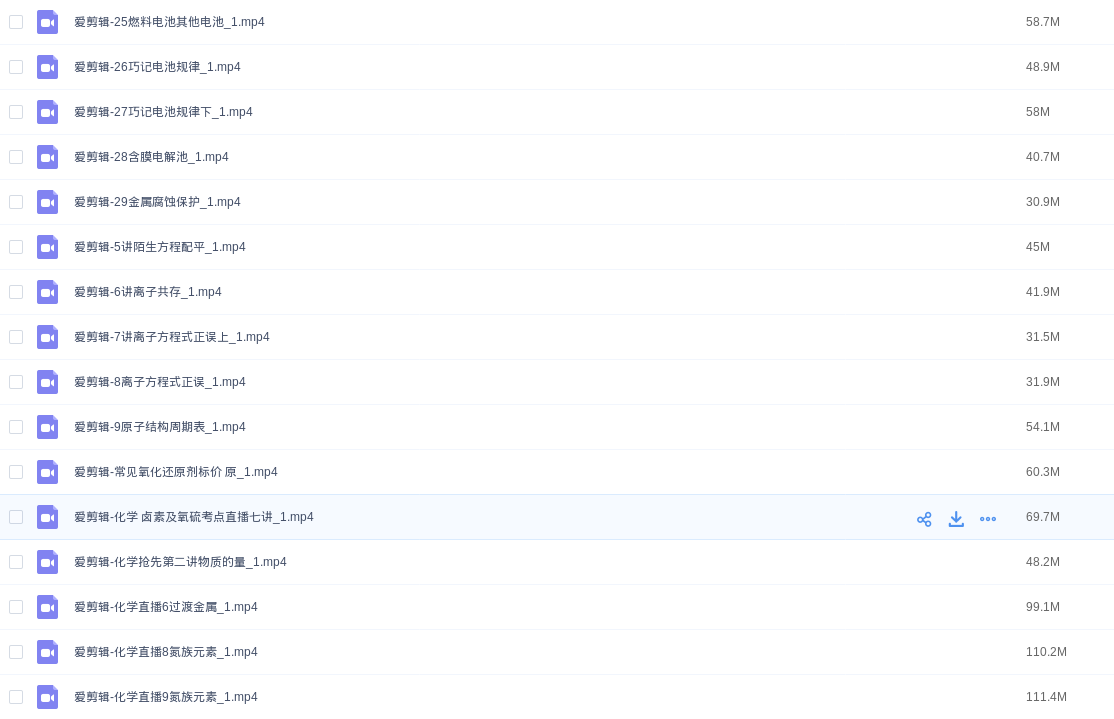 爱剪辑-25燃料电池其他电池_1.mp4 58.7M
爱剪辑-26巧记电池规律_1.mp4 48.9M
爱剪辑-27巧记电池规律下_1.mp4 58M
爱剪辑-28含膜电解池_1.mp4 40.7M
爱剪辑-29金属腐蚀保护_1.mp4 30.9M
爱剪辑-5讲陌生方程配平_1.mp4 45M
爱剪辑-6讲离子共存_1.mp4 41.9M
爱剪辑-7讲离子方程式正误上_1.mp4 31.5M
爱剪辑-8离子方程式正误_1.mp4 31.9M
爱剪辑-9原子结构周期表_1.mp4 54.1M
爱剪辑-常见氧化还原剂标价 原_1.mp4 60.3M
爱剪辑-化学 卤素及氧硫考点直播七讲_1.mp4 69.7M
爱剪辑-化学抢先第二讲物质的量_1.mp4 48.2M
爱剪辑-化学直播6过渡金属_1.mp4 99.1M
爱剪辑-化学直播8氮族元素_1.mp4 110.2M
爱剪辑-化学直播9氮族元素_1.mp4 111.4M